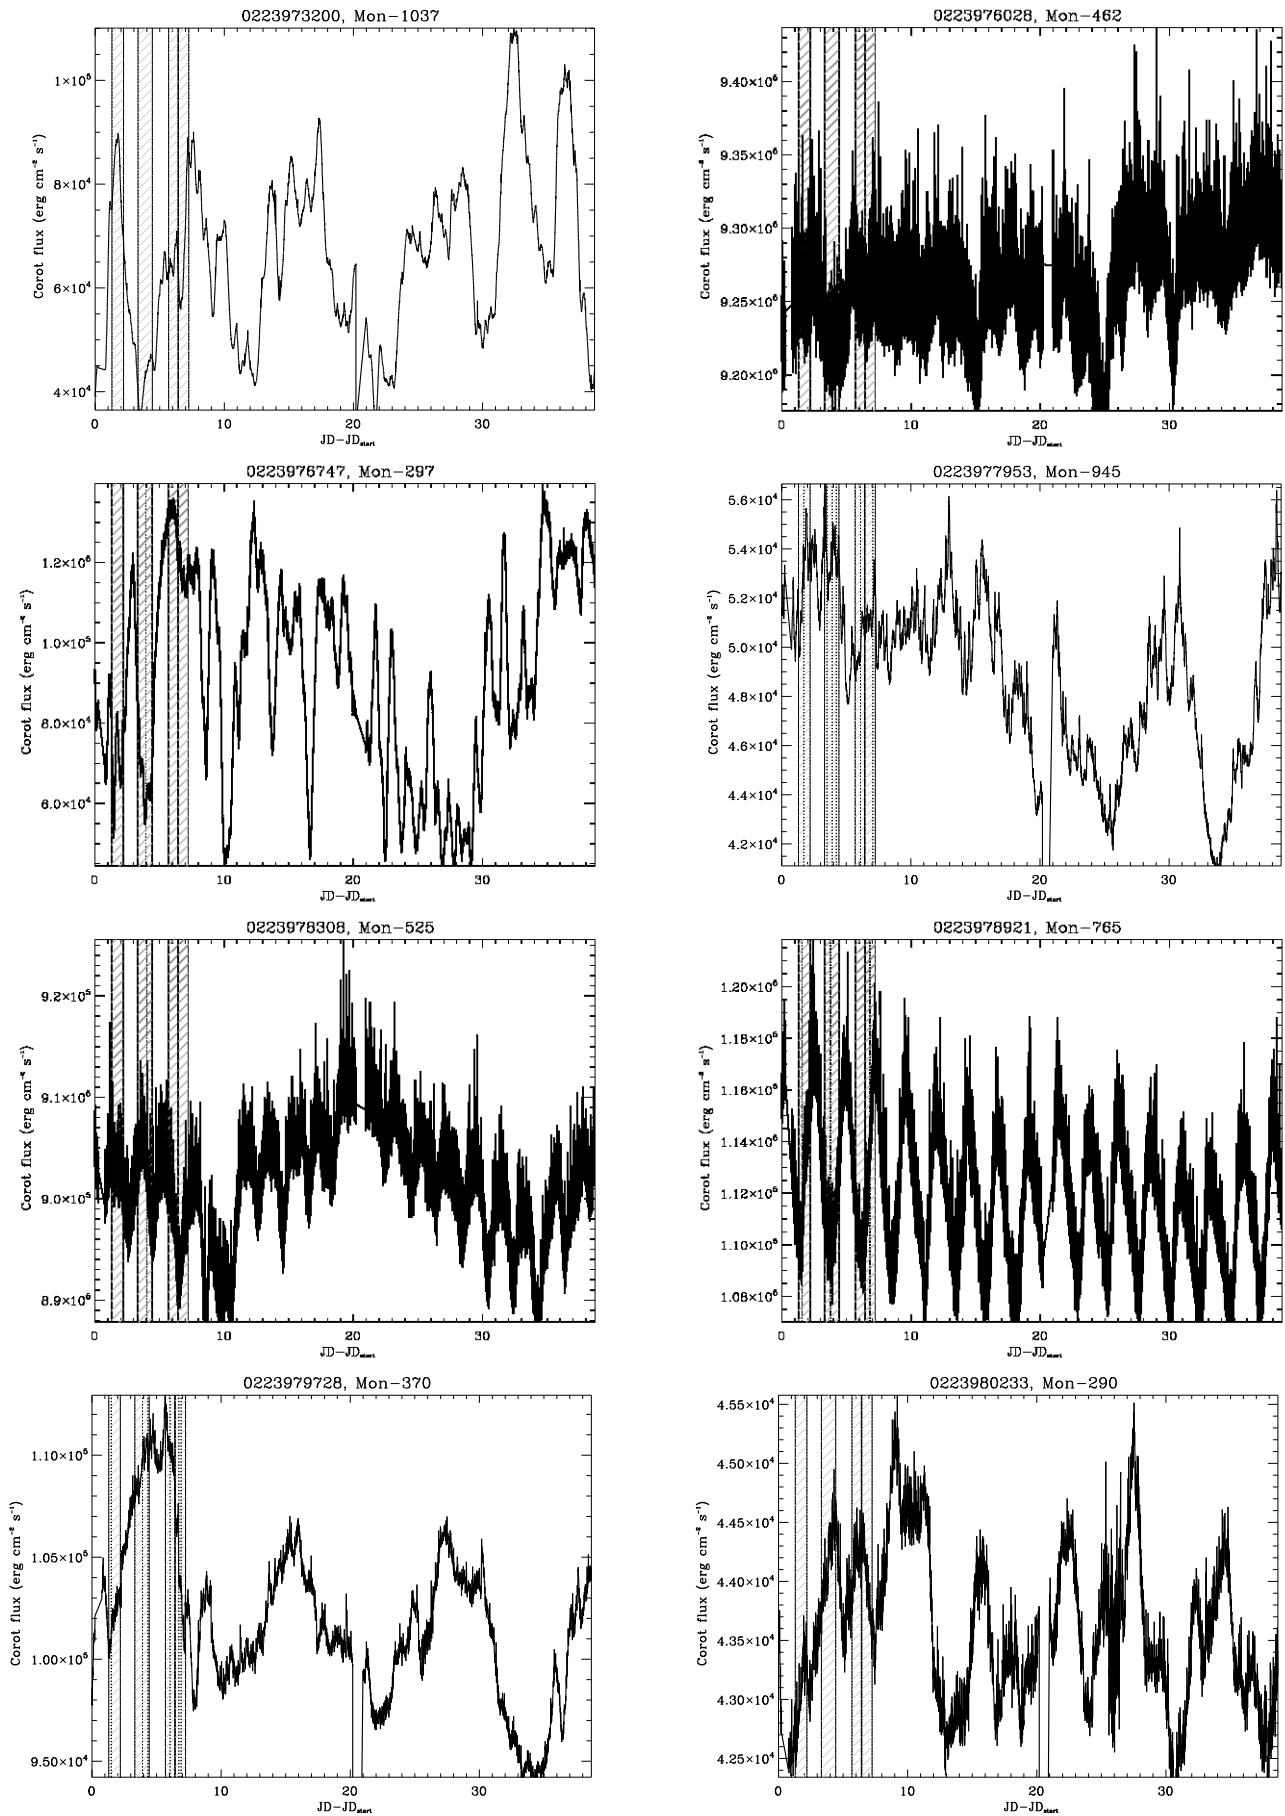 0223973200, Mon−1037
Corot flux (erg cm⁻² s⁻¹)
1×10⁵
8×10⁴
6×10⁴
4×10⁴
0 10 20 30
JD−JDstart
0223976028, Mon−462
Corot flux (erg cm⁻² s⁻¹)
9.40×10⁵
9.35×10⁵
9.30×10⁵
9.25×10⁵
9.20×10⁵
0 10 20 30
JD−JDstart
0223976747, Mon−297
Corot flux (erg cm⁻² s⁻¹)
1.2×10⁵
1.0×10⁵
8.0×10⁴
6.0×10⁴
0 10 20 30
JD−JDstart
0223977953, Mon−945
Corot flux (erg cm⁻² s⁻¹)
5.6×10⁴
5.4×10⁴
5.2×10⁴
5.0×10⁴
4.8×10⁴
4.6×10⁴
4.4×10⁴
4.2×10⁴
0 10 20 30
JD−JDstart
0223978308, Mon−525
Corot flux (erg cm⁻² s⁻¹)
9.2×10⁵
9.1×10⁵
9.0×10⁵
8.9×10⁵
0 10 20 30
JD−JDstart
0223978921, Mon−765
Corot flux (erg cm⁻² s⁻¹)
1.20×10⁵
1.18×10⁵
1.16×10⁵
1.14×10⁵
1.12×10⁵
1.10×10⁵
1.08×10⁵
0 10 20 30
JD−JDstart
0223979728, Mon−370
Corot flux (erg cm⁻² s⁻¹)
1.10×10⁵
1.05×10⁵
1.00×10⁵
9.50×10⁴
0 10 20 30
JD−JDstart
0223980233, Mon−290
Corot flux (erg cm⁻² s⁻¹)
4.55×10⁴
4.50×10⁴
4.45×10⁴
4.40×10⁴
4.35×10⁴
4.30×10⁴
4.25×10⁴
0 10 20 30
JD−JDstart